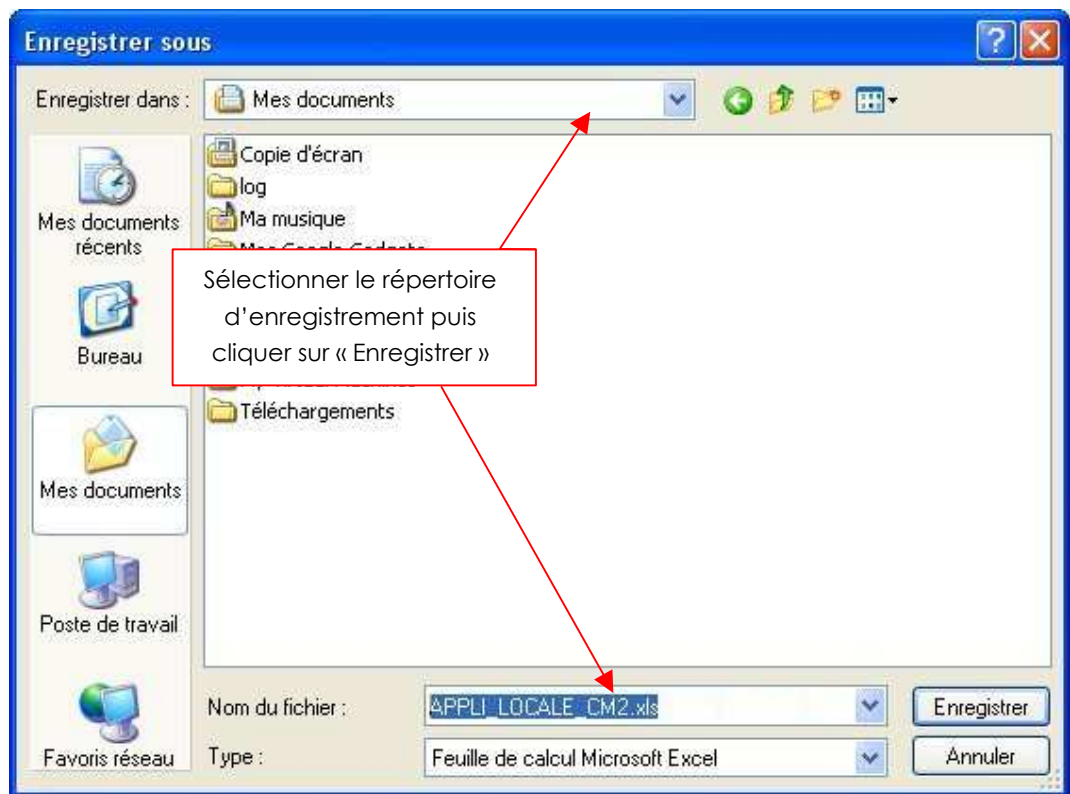 Enregistrer sous
Enregistrer dans :
Mes documents
Copie d'écran
log
Ma musique
Mes documents
récents
Sélectionner le répertoire
d'enregistrement puis
cliquer sur « Enregistrer »
Bureau
Téléchargements
Mes documents
Poste de travail
Favoris réseau
Nom du fichier :
APPLI_LOCALE_CM2.xls
Enregistrer
Type :
Feuille de calcul Microsoft Excel
Annuler